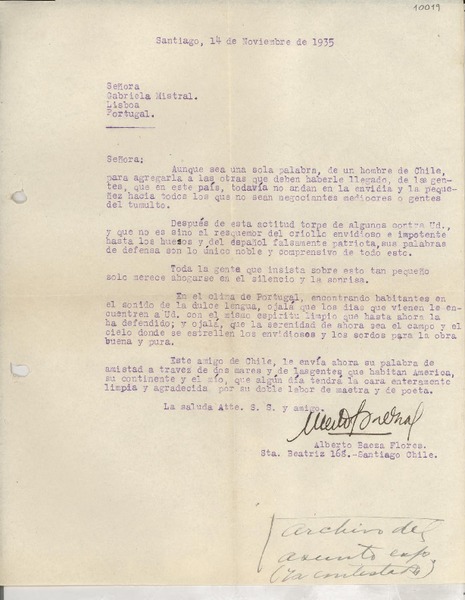 10019
Santiago, 14 de Noviembre de 1935
Señora
Gabriela Mistral.
Lisboa
Portugal.
Señora;
Aunque sea una sola palabra, de un hombre de Chile,
para agregarla a las otras que deben haberle llegado, de las gen-
tes, que en este país, todavía no andan en la envidia y la peque-
ñez hacia todos los que no sean negociantes mediocres o gentes
del tumulto.
Después de esta actitud torpe de algunos contra Ud.,
y que no es sino el resquemor del criollo envidioso e impotente
hasta los huesos y del español falsamente patriota, sus palabras
de defensa son lo único noble y comprensivo de todo esto.
Toda la gente que insista sobre esto tan pequeño
solo merece ahogarse en el silencio y la sonrisa.
En el clima de Portugal, encontrando habitantes en
el sonido de la dulce lengua, ojalá que los días que vienen le en-
cuentren a Ud. con el mismo espíritu limpio que hasta ahora la
ha defendido; y ojalá, que la serenidad de ahora sea el campo y el
cielo donde se estrellen los envidiosos y los sordos para la obra
buena y pura.
Este amigo de Chile, le envía ahora su palabra de
amistad a travez de dos mares y de lasgentes que habitan América,
su continente y el mío, que algún día tendrá la cara enteramente
limpia y agradecida por su doble labor de maetra y de poeta.
La saluda Atte. S. S. y amigo.
Alberto Baeza Flores.
Sta. Beatriz 168.-Santiago Chile.
Archivo del
asunto esp
(ya contestada)